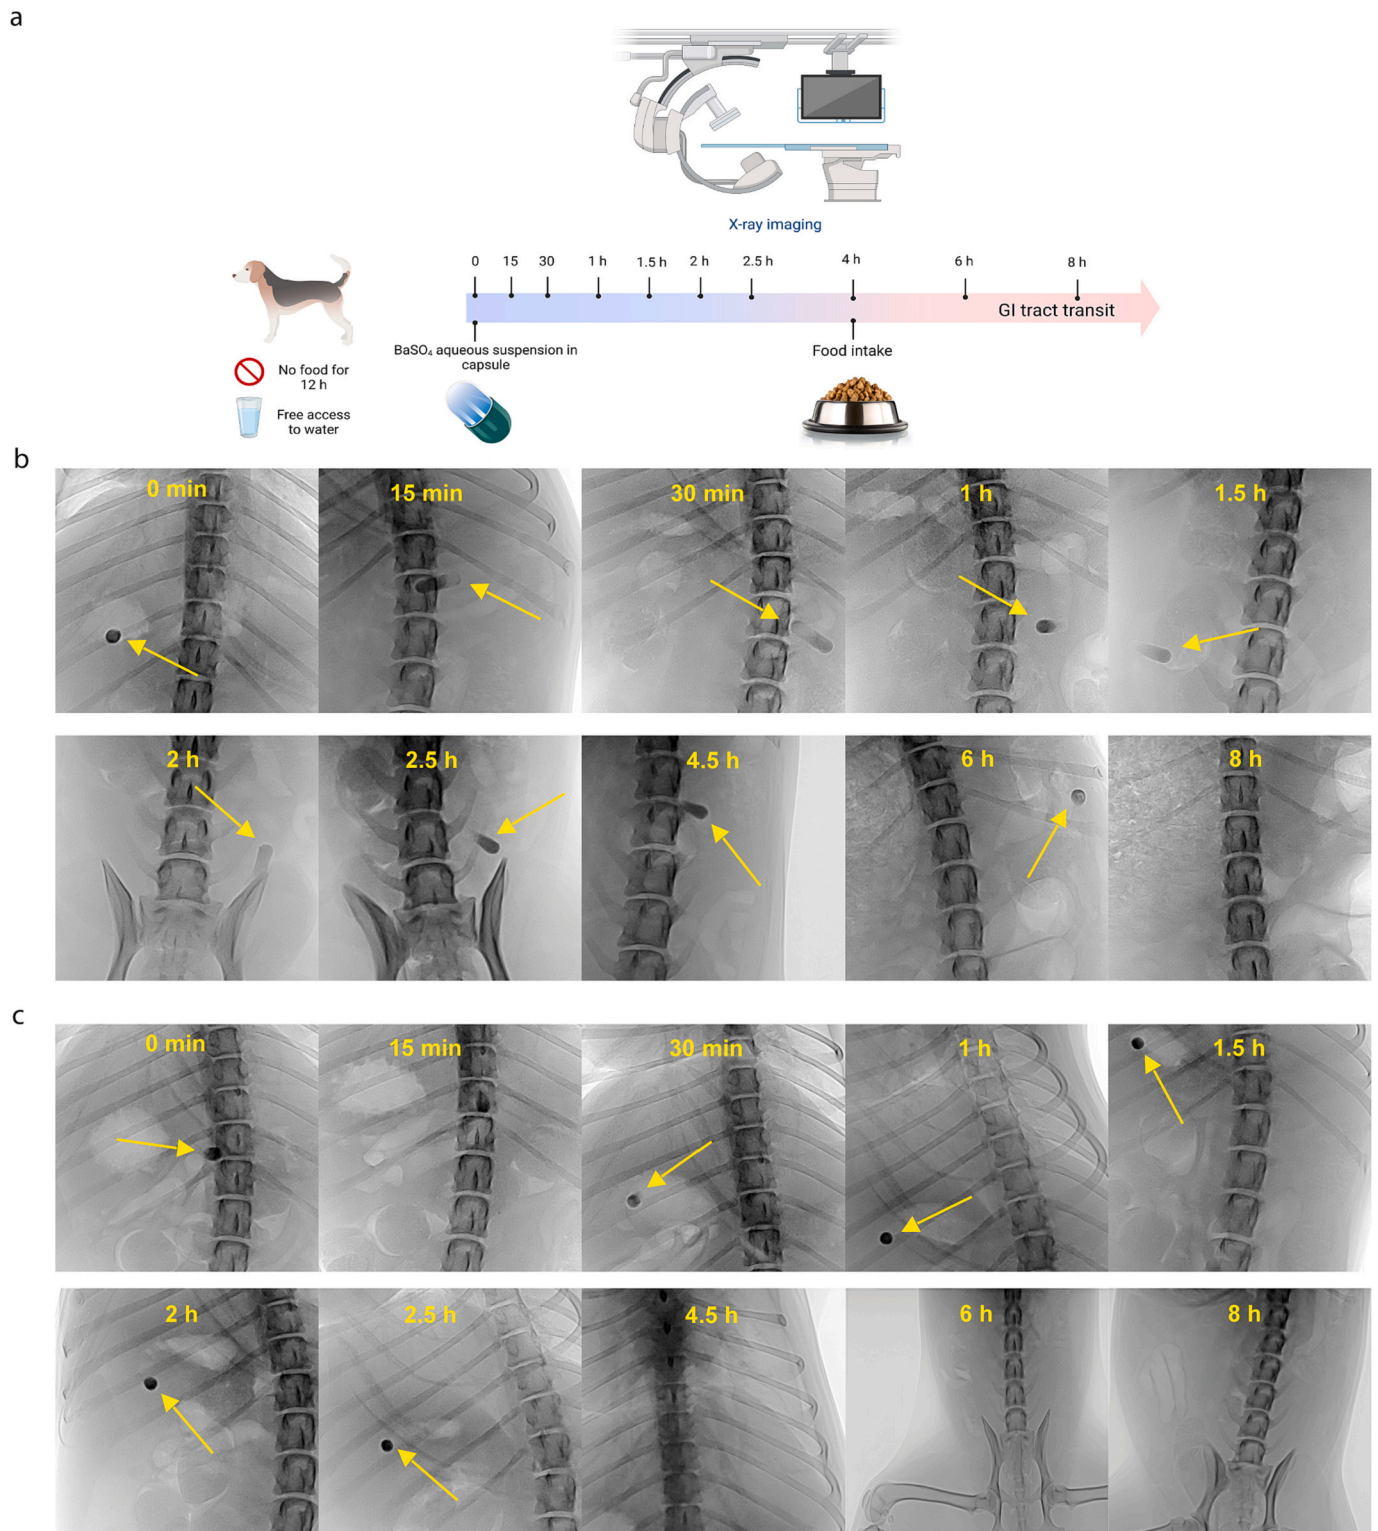 a
X-ray imaging
0 15 30 1 h 1.5 h 2 h 2.5 h 4 h 6 h 8 h
GI tract transit
BaSO₄ aqueous suspension in
capsule
Food intake
No food for
12 h
Free access
to water
b
0 min 15 min 30 min 1 h 1.5 h
2 h 2.5 h 4.5 h 6 h 8 h
c
0 min 15 min 30 min 1 h 1.5 h
2 h 2.5 h 4.5 h 6 h 8 h